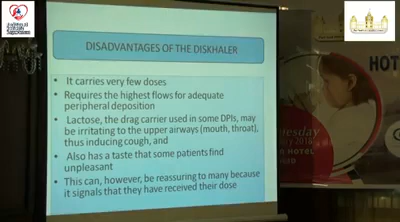 DISADVANTAGES OF THE DISKHALER
It carries very few doses
Requires the highest flows for adequate
peripheral deposition
Lactose, the drag carrier used in some DPIs, may
be irritating to the upper airways (mouth, throat),
thus inducing cough, and
Also has a taste that some patients find
unpleasant
This can, however, be reassuring to many because
it signals that they have received their dose
HOT
esday